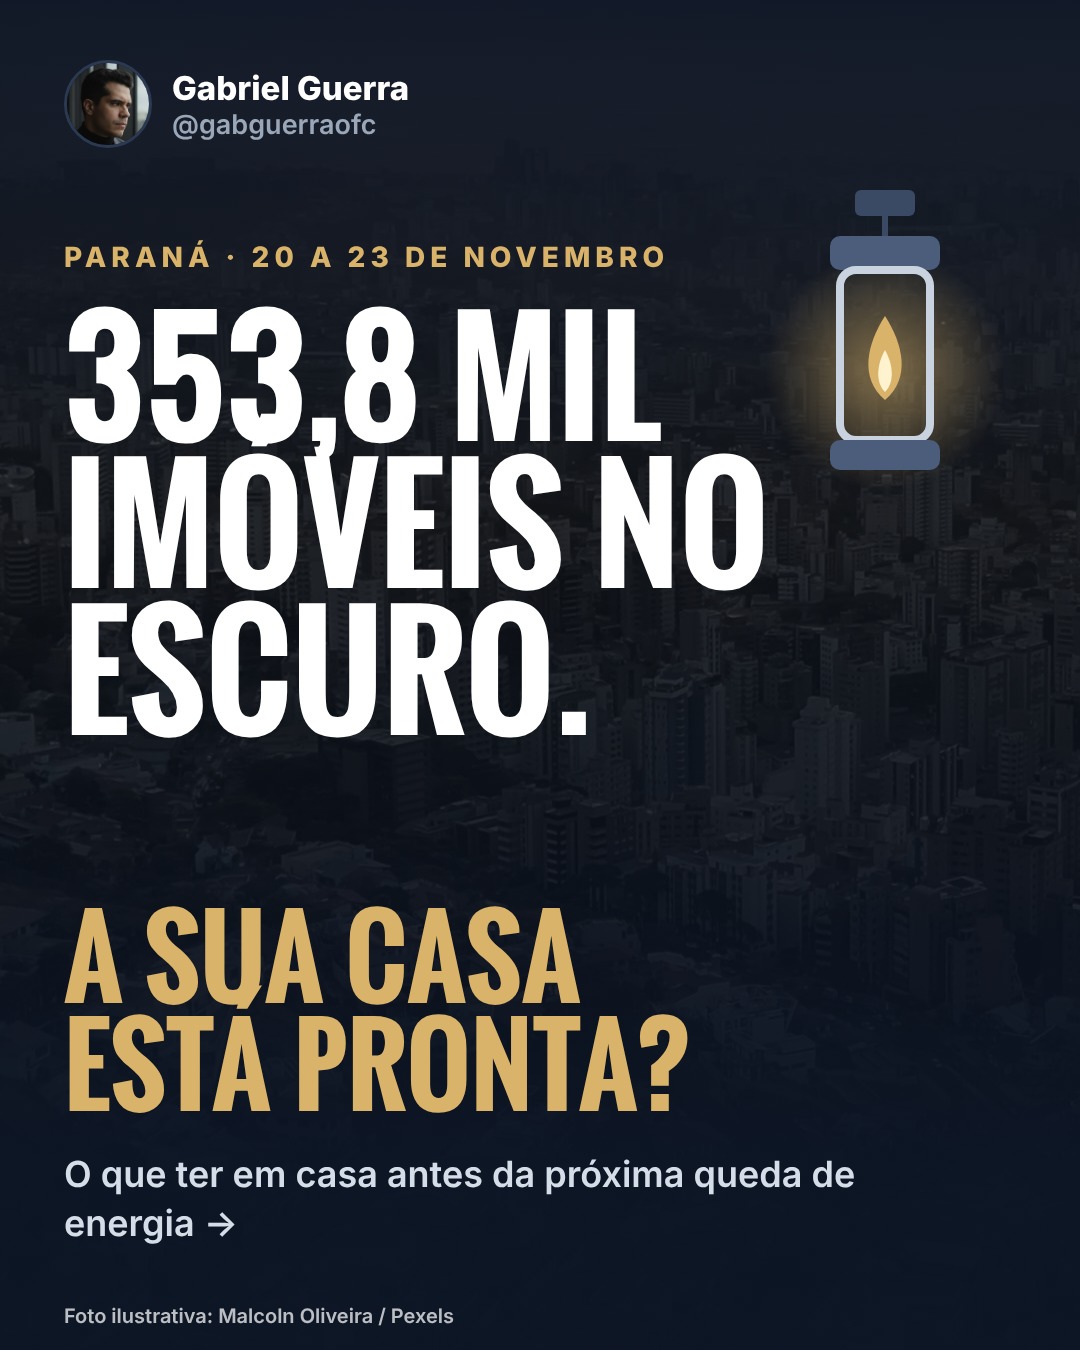 Gabriel Guerra
@gabguerraofc
PARANÁ · 20 A 23 DE NOVEMBRO
353,8 MIL
IMÓVEIS NO
ESCURO.
A SUA CASA
ESTÁ PRONTA?
O que ter em casa antes da próxima queda de
energia →
Foto ilustrativa: Malcoln Oliveira / Pexels